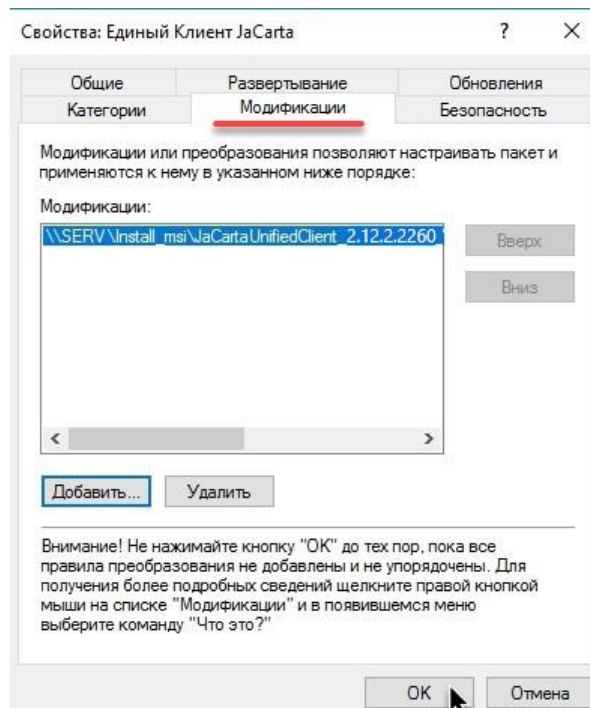 Свойства: Единый Клиент JaCarta ? ✕
Общие Развертывание Обновления
Категории Модификации Безопасность
Модификации или преобразования позволяют настраивать пакет и
применяются к нему в указанном ниже порядке:
Модификации:
\\SERV\Install_msi\JaCartaUnifiedClient_2.12.2.2260_
Вверх
Вниз
Добавить... Удалить
Внимание! Не нажимайте кнопку "OK" до тех пор, пока все
правила преобразования не добавлены и не упорядочены. Для
получения более подробных сведений щелкните правой кнопкой
мыши на списке "Модификации" и в появившемся меню
выберите команду "Что это?"
OK Отмена